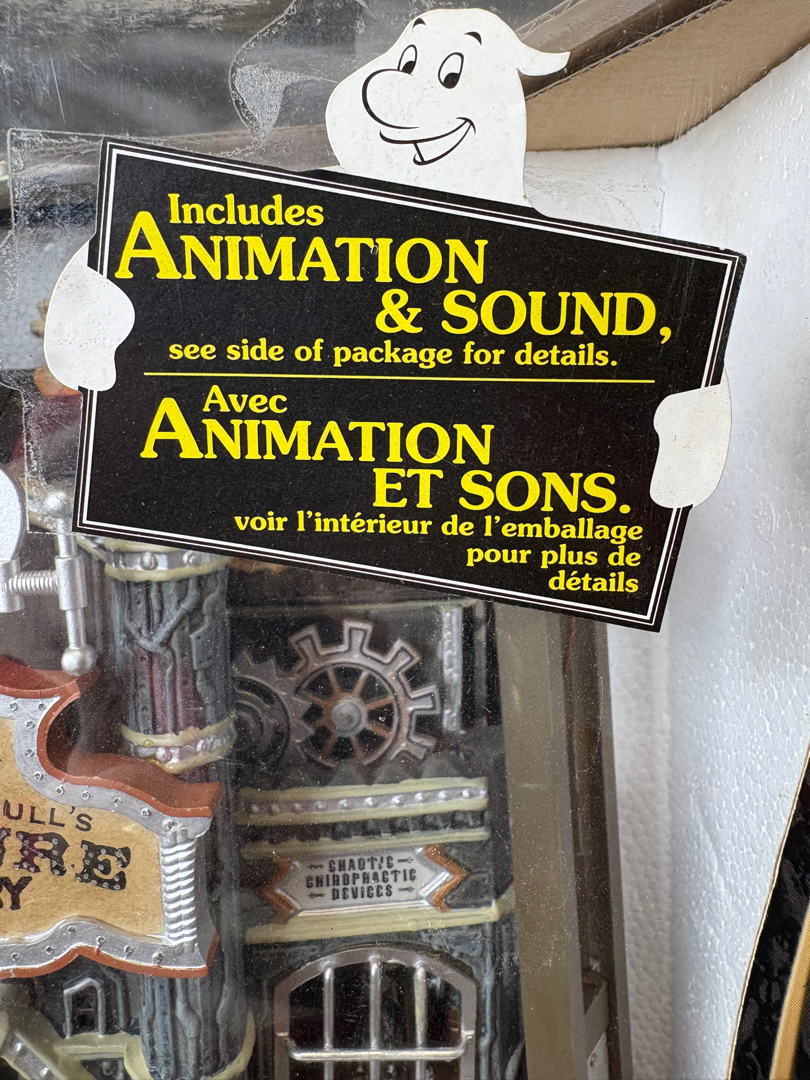 Includes
ANIMATION
& SOUND,
see side of package for details.
Avec
ANIMATION
ET SONS.
voir l'intérieur de l'emballage
pour plus de
détails
CHAOTIC
CHIROPRACTIC
DEVICES